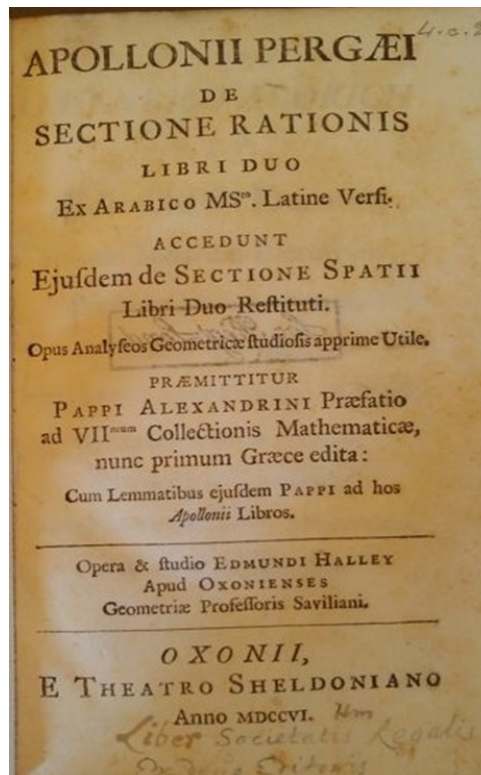 4.c.
APOLLONII PERGÆI
DE
SECTIONE RATIONIS
LIBRI DUO
Ex ARABICO MSto. Latine Versi.
ACCEDUNT
Ejuſdem de SECTIONE SPATII
Libri Duo Reſtituti.
Opus Analyſeos Geometricæ ſtudioſis apprime Utile.
PRÆMITTITUR
PAPPI ALEXANDRINI Præfatio
ad VIImum Collectionis Mathematicæ,
nunc primum Græce edita:
Cum Lemmatibus ejuſdem PAPPI ad hos
Apollonii Libros.
Opera & ſtudio EDMUNDI HALLEY
Apud OXONIENSES
Geometriæ Profeſſoris Saviliani.
OXONII,
E THEATRO SHELDONIANO
Anno MDCCVI.
Liber Societatis Regalis
Editoris